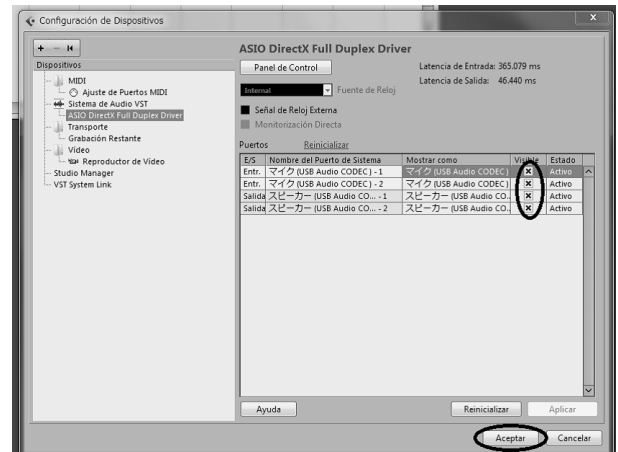 Configuración de Dispositivos
x
+ - |◄
ASIO DirectX Full Duplex Driver
Dispositivos
Panel de Control
Latencia de Entrada: 365.079 ms
Latencia de Salida: 46.440 ms
MIDI
Ajuste de Puertos MIDI
Sistema de Audio VST
ASIO DirectX Full Duplex Driver
Transporte
Grabación Restante
Vídeo
Reproductor de Vídeo
Studio Manager
VST System Link
Internal
Fuente de Reloj
Señal de Reloj Externa
Monitorización Directa
Puertos Reinicializar
E/S Nombre del Puerto de Sistema Mostrar como Visible Estado
Entr. マイク (USB Audio CODEC ) - 1 マイク (USB Audio CODEC ) Activo
Entr. マイク (USB Audio CODEC ) - 2 マイク (USB Audio CODEC ) Activo
Salida スピーカー (USB Audio CO... - 1 スピーカー (USB Audio CO.. Activo
Salida スピーカー (USB Audio CO... - 2 スピーカー (USB Audio CO.. Activo
Ayuda
Reinicializar
Aplicar
Aceptar
Cancelar